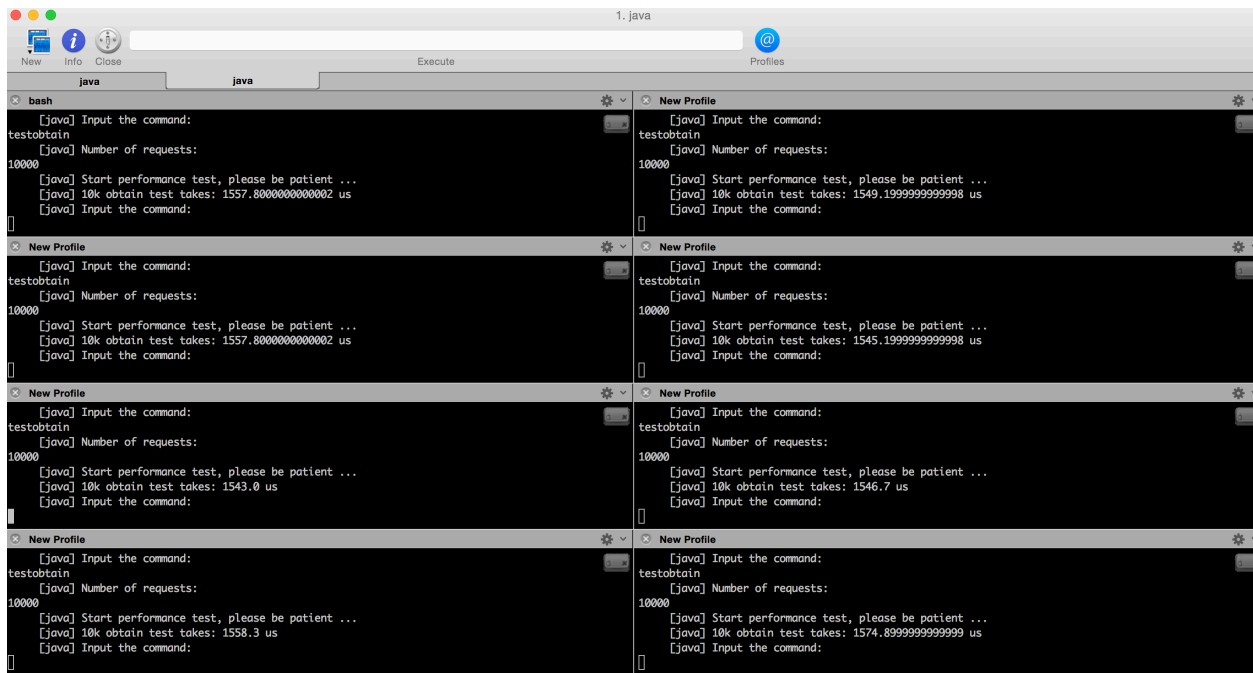 1. java
New Info Close Execute Profiles
java java
bash
[java] Input the command:
testobtain
[java] Number of requests:
10000
[java] Start performance test, please be patient ...
[java] 10k obtain test takes: 1557.8000000000002 us
[java] Input the command:
New Profile
[java] Input the command:
testobtain
[java] Number of requests:
10000
[java] Start performance test, please be patient ...
[java] 10k obtain test takes: 1549.1999999999998 us
[java] Input the command:
New Profile
[java] Input the command:
testobtain
[java] Number of requests:
10000
[java] Start performance test, please be patient ...
[java] 10k obtain test takes: 1557.8000000000002 us
[java] Input the command:
New Profile
[java] Input the command:
testobtain
[java] Number of requests:
10000
[java] Start performance test, please be patient ...
[java] 10k obtain test takes: 1545.1999999999998 us
[java] Input the command:
New Profile
[java] Input the command:
testobtain
[java] Number of requests:
10000
[java] Start performance test, please be patient ...
[java] 10k obtain test takes: 1543.0 us
[java] Input the command:
New Profile
[java] Input the command:
testobtain
[java] Number of requests:
10000
[java] Start performance test, please be patient ...
[java] 10k obtain test takes: 1546.7 us
[java] Input the command:
New Profile
[java] Input the command:
testobtain
[java] Number of requests:
10000
[java] Start performance test, please be patient ...
[java] 10k obtain test takes: 1558.3 us
[java] Input the command:
New Profile
[java] Input the command:
testobtain
[java] Number of requests:
10000
[java] Start performance test, please be patient ...
[java] 10k obtain test takes: 1574.8999999999999 us
[java] Input the command: